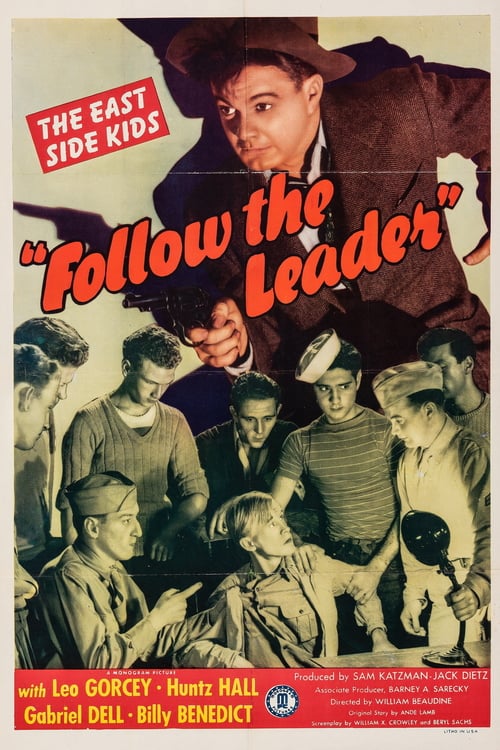 THE EAST
SIDE KIDS
"Follow the
Leader"
A MONOGRAM PICTURE
with Leo GORCEY · Huntz HALL
Gabriel DELL · Billy BENEDICT
Produced by SAM KATZMAN-JACK DIETZ
Associate Producer, BARNEY A. SARECKY
Directed by WILLIAM BEAUDINE
Original Story by ANDE LAMB
Screenplay by WILLIAM X. CROWLEY and BERYL SACHS
LITHO IN U.S.A.